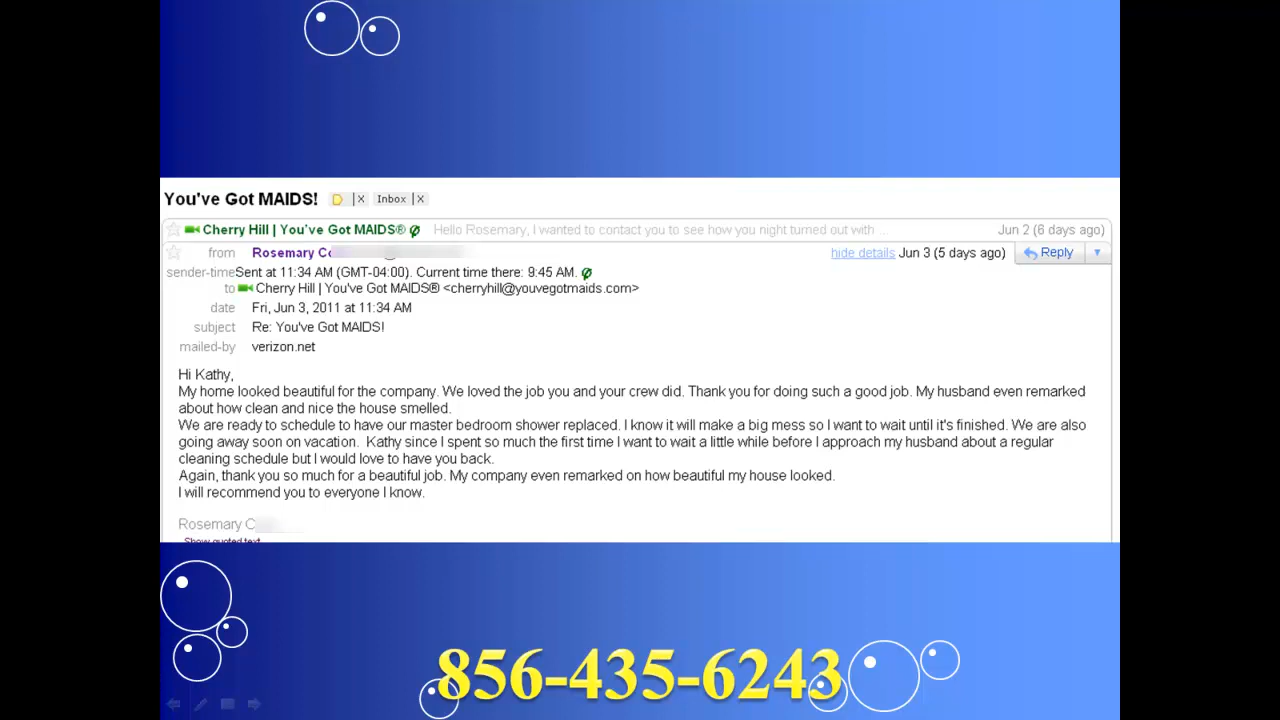 You've Got MAIDS! |X Inbox |X
Cherry Hill | You've Got MAIDS® Hello Rosemary, I wanted to contact you to see how you night turned out with ... Jun 2 (6 days ago)
from Rosemary hide details Jun 3 (5 days ago) Reply
sender-time Sent at 11:34 AM (GMT-04:00). Current time there: 9:45 AM.
to Cherry Hill | You've Got MAIDS® <cherryhill@youvegotmaids.com>
date Fri, Jun 3, 2011 at 11:34 AM
subject Re: You've Got MAIDS!
mailed-by verizon.net
Hi Kathy,
My home looked beautiful for the company. We loved the job you and your crew did. Thank you for doing such a good job. My husband even remarked
about how clean and nice the house smelled.
We are ready to schedule to have our master bedroom shower replaced. I know it will make a big mess so I want to wait until it's finished. We are also
going away soon on vacation. Kathy since I spent so much the first time I want to wait a little while before I approach my husband about a regular
cleaning schedule but I would love to have you back.
Again, thank you so much for a beautiful job. My company even remarked on how beautiful my house looked.
I will recommend you to everyone I know.
Rosemary C
Show quoted text
856-435-6243